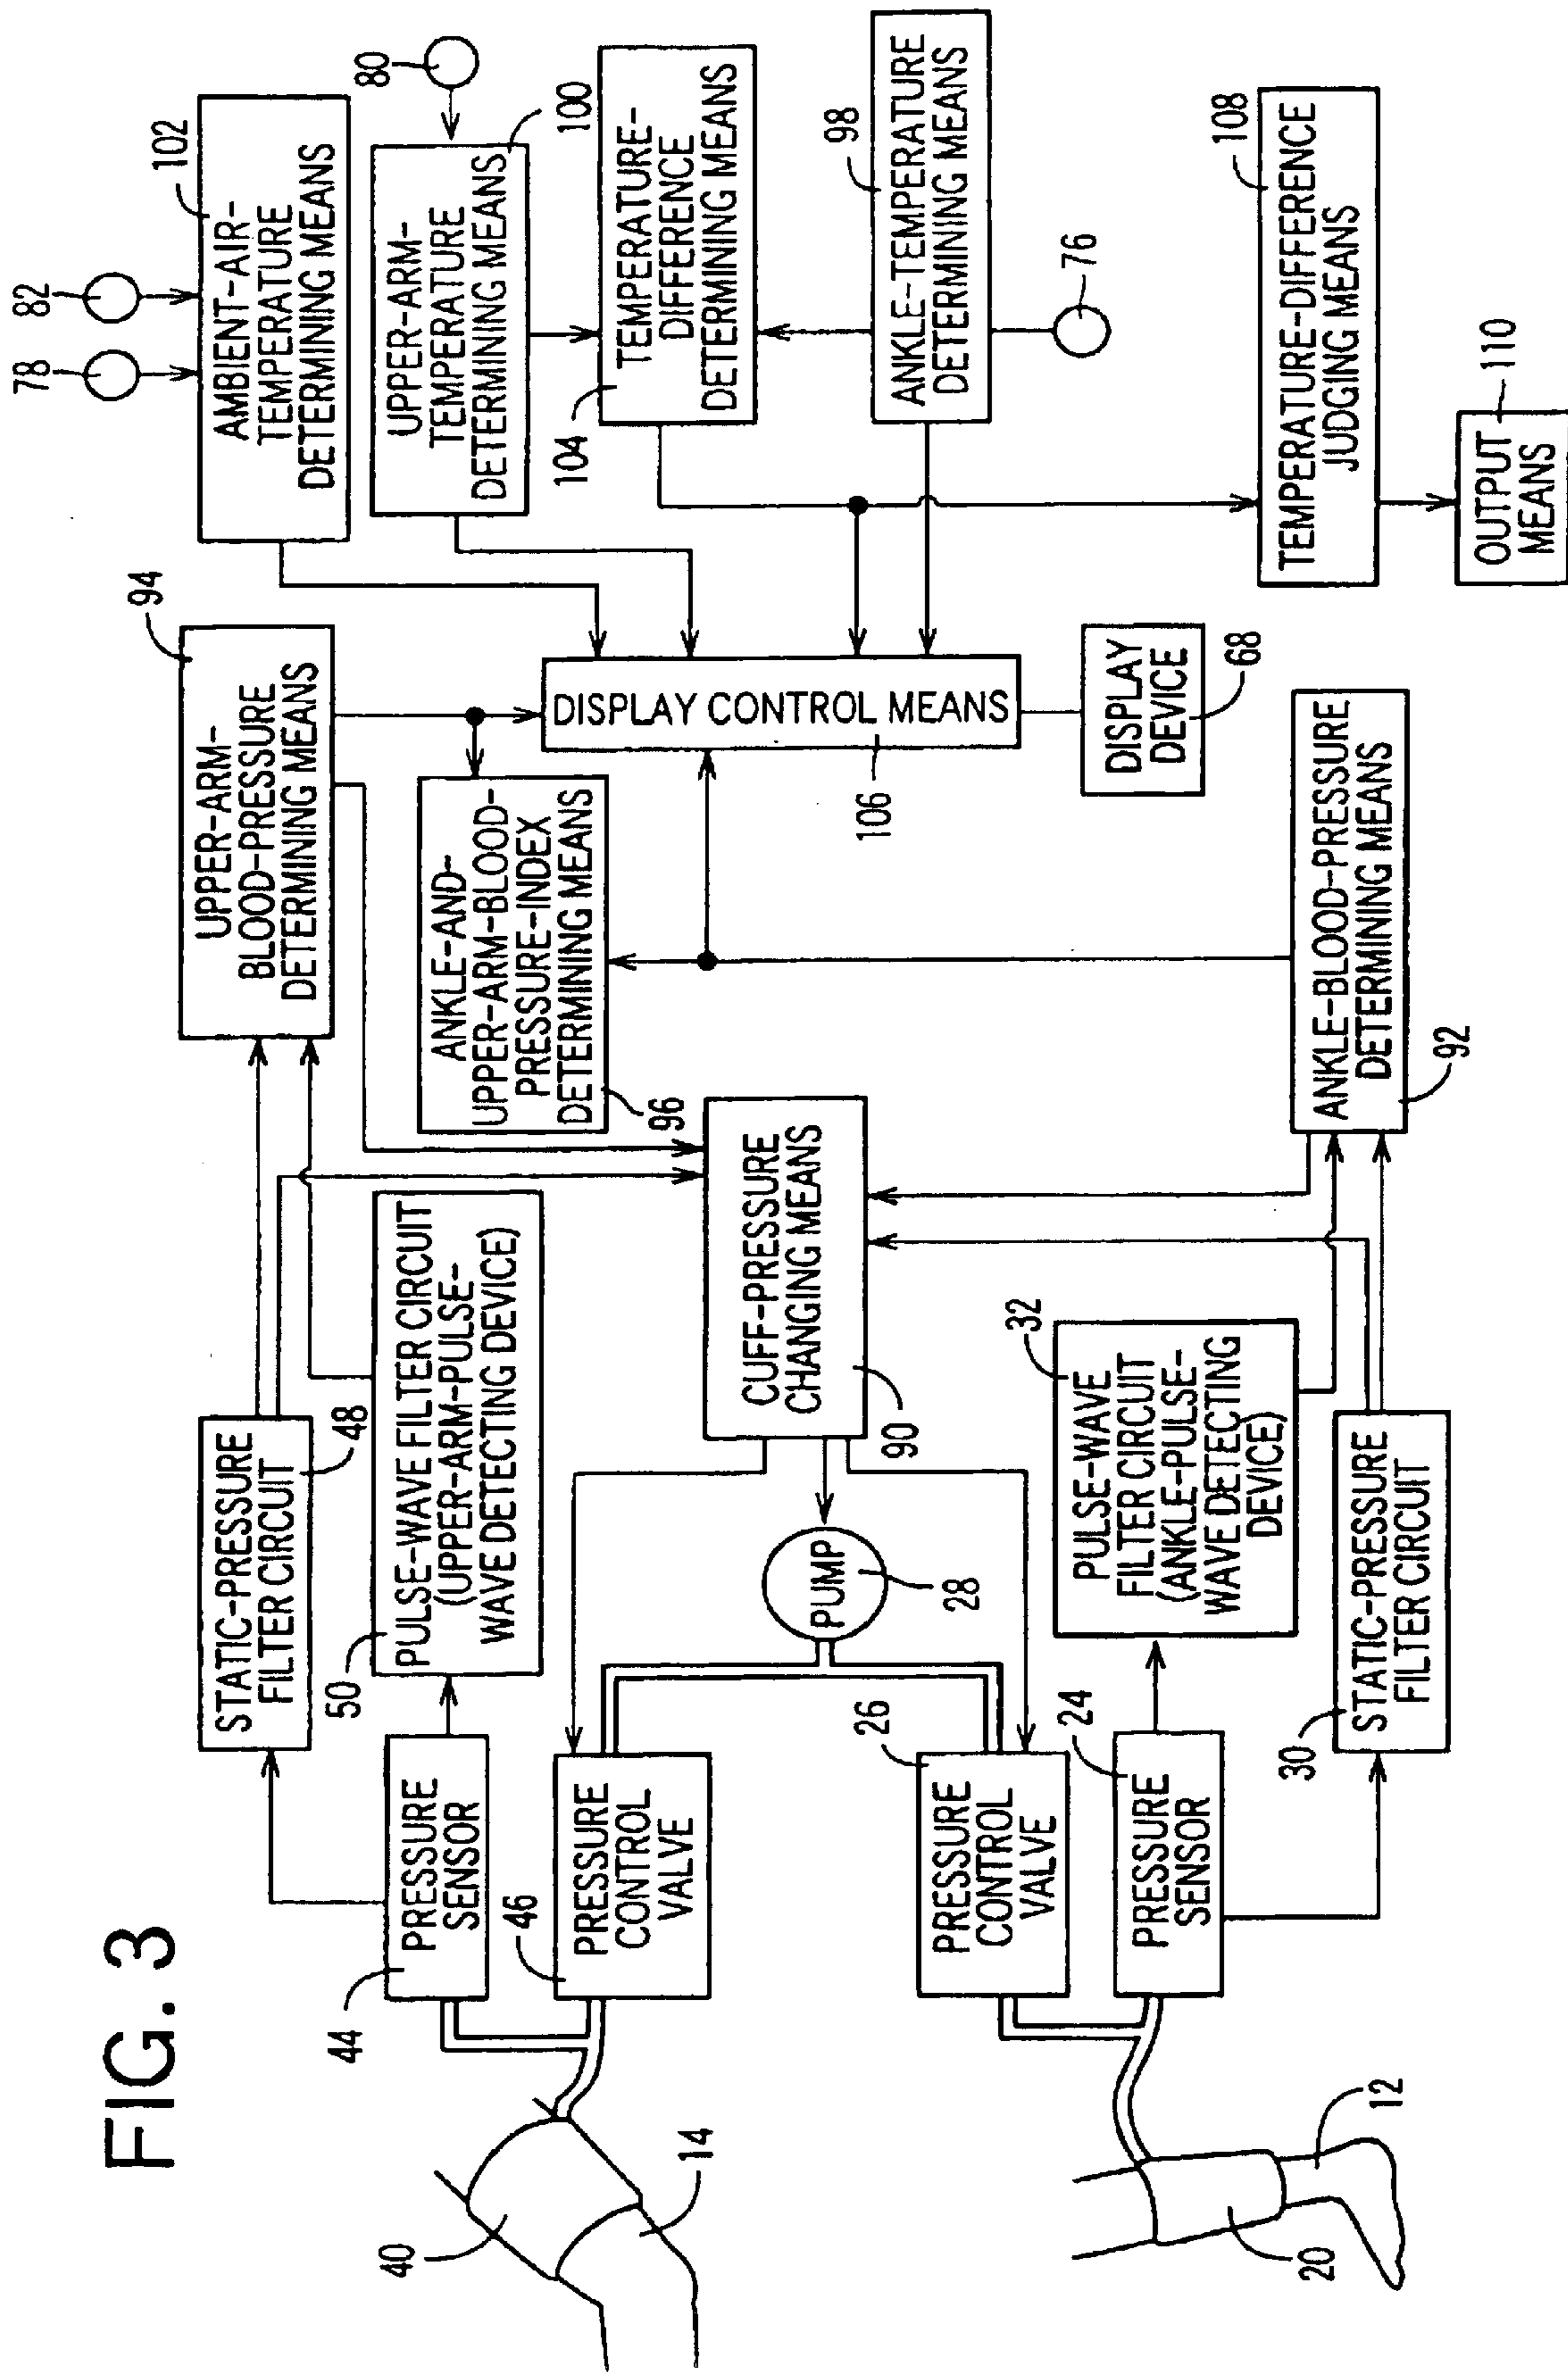 FIG. 3
82
78
102
AMBIENT-AIR-
TEMPERATURE
DETERMINING MEANS
80
UPPER-ARM-
TEMPERATURE
DETERMINING MEANS
100
TEMPERATURE-
DIFFERENCE
DETERMINING MEANS
104
98
ANKLE-TEMPERATURE
DETERMINING MEANS
76
108
TEMPERATURE-DIFFERENCE
JUDGING MEANS
110
OUTPUT
MEANS
94
UPPER-ARM-
BLOOD-PRESSURE
DETERMINING MEANS
ANKLE-AND-
UPPER-ARM-BLOOD-
PRESSURE-INDEX
DETERMINING MEANS
96
DISPLAY CONTROL MEANS
106
DISPLAY
DEVICE
68
ANKLE-BLOOD-PRESSURE
DETERMINING MEANS
92
STATIC-PRESSURE
FILTER CIRCUIT
48
50
PULSE-WAVE FILTER CIRCUIT
(UPPER-ARM-PULSE-
WAVE DETECTING DEVICE)
CUFF-PRESSURE
CHANGING MEANS
90
PUMP
28
32
PULSE-WAVE
FILTER CIRCUIT
(ANKLE-PULSE-
WAVE DETECTING
DEVICE)
30
STATIC-PRESSURE
FILTER CIRCUIT
44
PRESSURE
SENSOR
46
PRESSURE
CONTROL
VALVE
26
PRESSURE
CONTROL
VALVE
24
PRESSURE
SENSOR
40
14
20
12